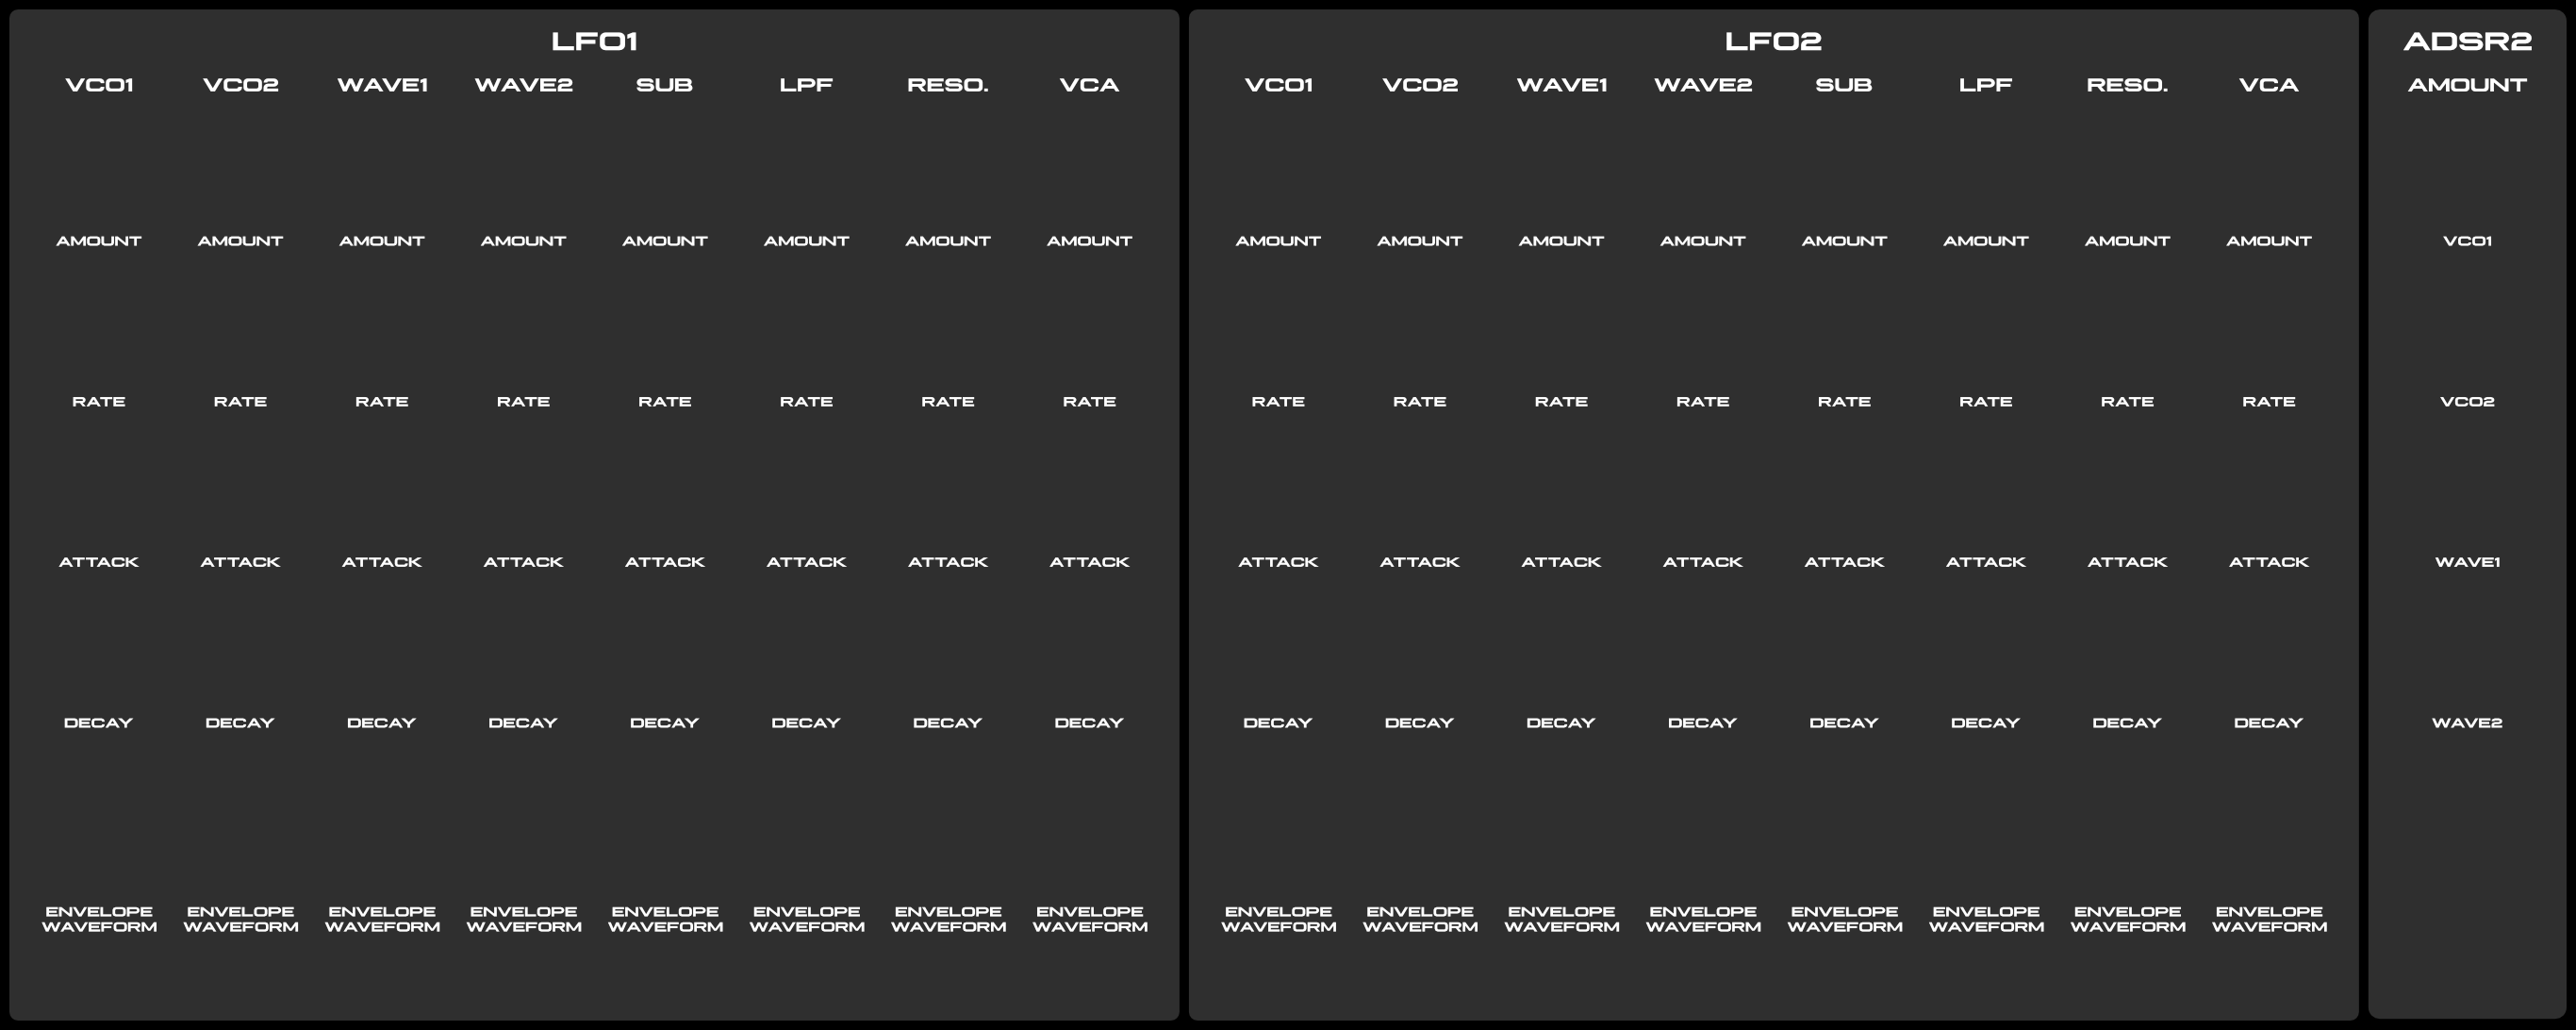 LFO1 LFO2 ADSR2
VCO1 VCO2 WAVE1 WAVE2 SUB LPF RESO. VCA VCO1 VCO2 WAVE1 WAVE2 SUB LPF RESO. VCA AMOUNT
AMOUNT AMOUNT AMOUNT AMOUNT AMOUNT AMOUNT AMOUNT AMOUNT AMOUNT AMOUNT AMOUNT AMOUNT AMOUNT AMOUNT AMOUNT AMOUNT VCO1
RATE RATE RATE RATE RATE RATE RATE RATE RATE RATE RATE RATE RATE RATE RATE RATE VCO2
ATTACK ATTACK ATTACK ATTACK ATTACK ATTACK ATTACK ATTACK ATTACK ATTACK ATTACK ATTACK ATTACK ATTACK ATTACK ATTACK WAVE1
DECAY DECAY DECAY DECAY DECAY DECAY DECAY DECAY DECAY DECAY DECAY DECAY DECAY DECAY DECAY DECAY WAVE2
ENVELOPE ENVELOPE ENVELOPE ENVELOPE ENVELOPE ENVELOPE ENVELOPE ENVELOPE ENVELOPE ENVELOPE ENVELOPE ENVELOPE ENVELOPE ENVELOPE ENVELOPE ENVELOPE
WAVEFORM WAVEFORM WAVEFORM WAVEFORM WAVEFORM WAVEFORM WAVEFORM WAVEFORM WAVEFORM WAVEFORM WAVEFORM WAVEFORM WAVEFORM WAVEFORM WAVEFORM WAVEFORM